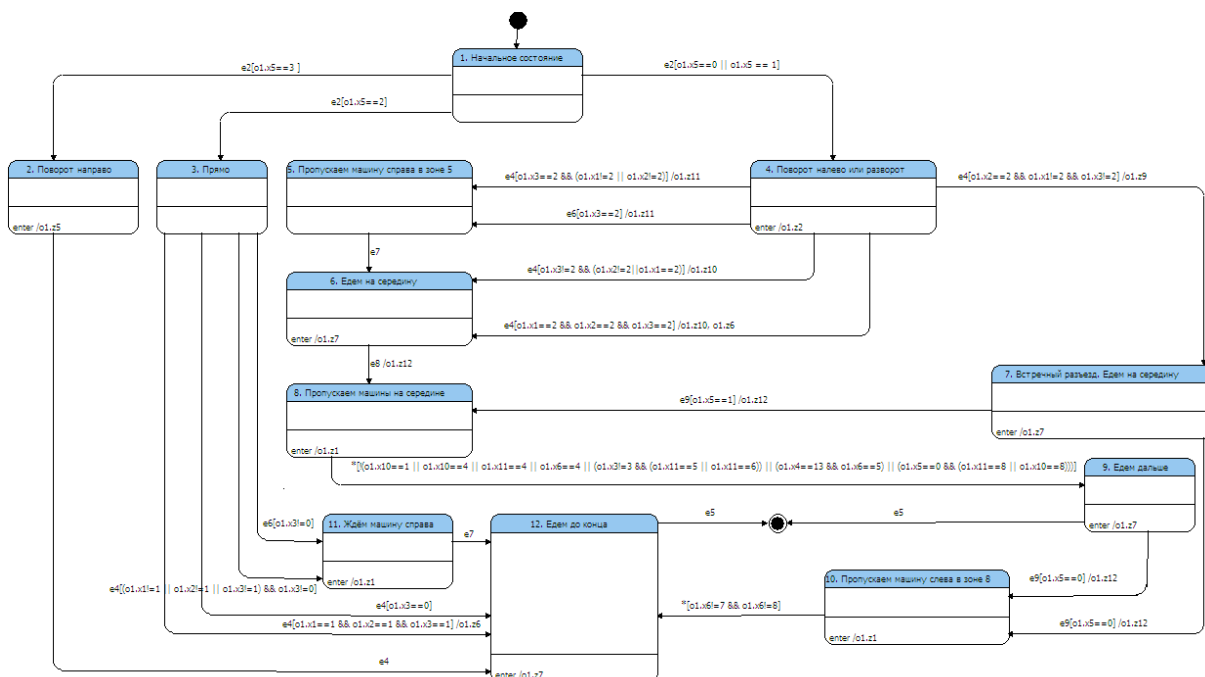 1. Начальное состояние
e2[o1.x5==3 ]
e2[o1.x5==0 || o1.x5 == 1]
e2[o1.x5==2]
2. Поворот направо
enter /o1.z5
3. Прямо
5. Пропускаем машину справа в зоне 5
4. Поворот налево или разворот
enter /o1.z2
e4[o1.x3==2 && (o1.x1!=2 || o1.x2!=2)] /o1.z11
e4[o1.x2==2 && o1.x1!=2 && o1.x3!=2] /o1.z9
e6[o1.x3==2] /o1.z11
e7
e4[o1.x3!=2 && (o1.x2!=2||o1.x1==2)] /o1.z10
6. Едем на середину
enter /o1.z7
e4[o1.x1==2 && o1.x2==2 && o1.x3==2] /o1.z10, o1.z6
e8 /o1.z12
7. Встречный разъезд. Едем на середину
enter /o1.z7
8. Пропускаем машины на середине
enter /o1.z1
e9[o1.x5==1] /o1.z12
*[!(o1.x10==1 || o1.x10==4 || o1.x11==4 || o1.x6==4 || (o1.x3!=3 && (o1.x11==5 || o1.x11==6)) || (o1.x4==13 && o1.x6==5) || (o1.x5==0 && (o1.x11==8 || o1.x10==8)))]
9. Едем дальше
enter /o1.z7
e6[o1.x3!=0]
11. Ждём машину справа
enter /o1.z1
e7
12. Едем до конца
enter /o1.z7
e5
e5
e4[(o1.x1!=1 || o1.x2!=1 || o1.x3!=1) && o1.x3!=0]
e4[o1.x3==0]
e4[o1.x1==1 && o1.x2==1 && o1.x3==1] /o1.z6
e4
*[o1.x6!=7 && o1.x6!=8]
10. Пропускаем машину слева в зоне 8
enter /o1.z1
e9[o1.x5==0] /o1.z12
e9[o1.x5==0] /o1.z12